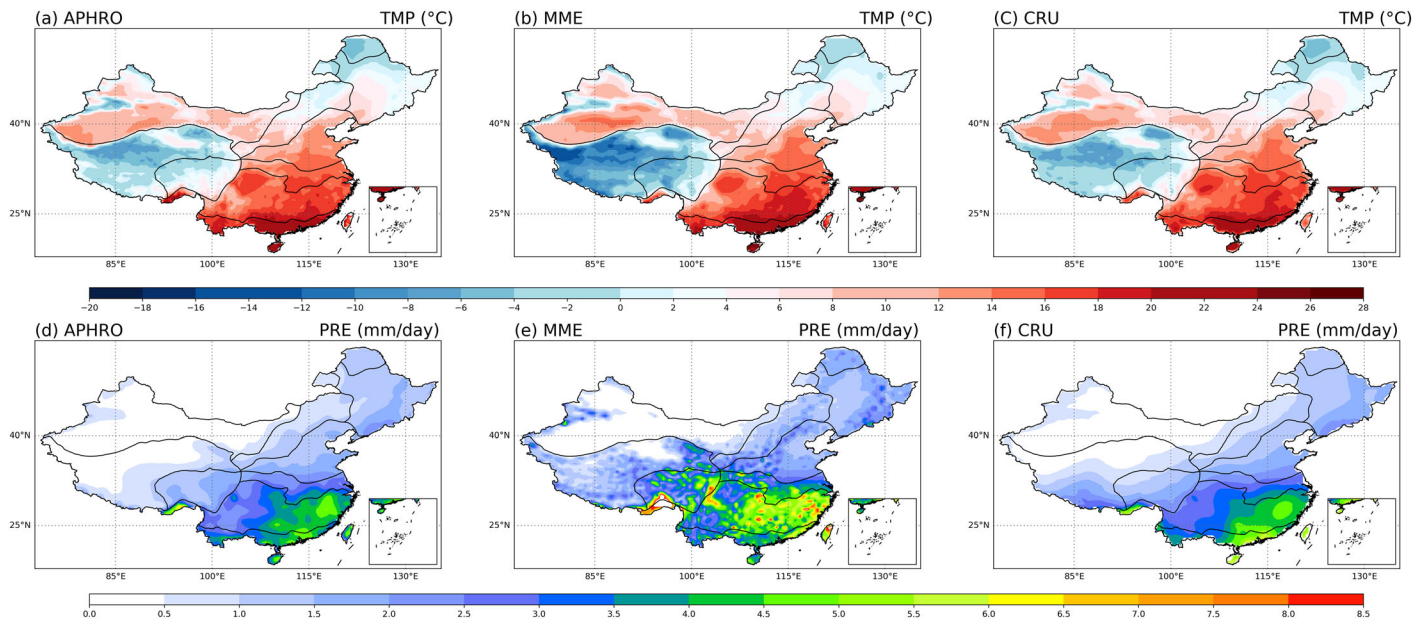 (a) APHRO TMP (°C) (b) MME TMP (°C) (C) CRU TMP (°C)
40°N 40°N 40°N
25°N 25°N 25°N
85°E 100°E 115°E 130°E 85°E 100°E 115°E 130°E 85°E 100°E 115°E 130°E
−20 −18 −16 −14 −12 −10 −8 −6 −4 −2 0 2 4 6 8 10 12 14 16 18 20 22 24 26 28
(d) APHRO PRE (mm/day) (e) MME PRE (mm/day) (f) CRU PRE (mm/day)
40°N 40°N 40°N
25°N 25°N 25°N
85°E 100°E 115°E 130°E 85°E 100°E 115°E 130°E 85°E 100°E 115°E 130°E
0.0 0.5 1.0 1.5 2.0 2.5 3.0 3.5 4.0 4.5 5.0 5.5 6.0 6.5 7.0 7.5 8.0 8.5